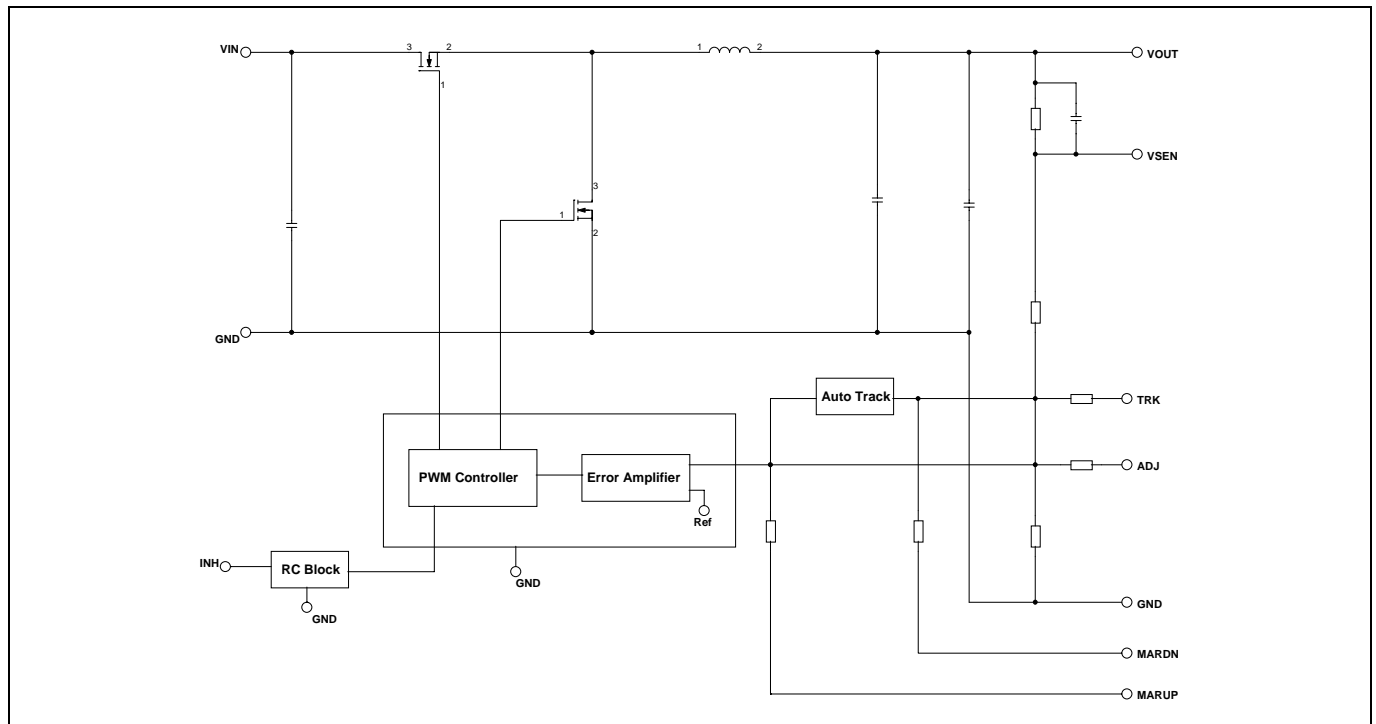 VIN
3
2
1
1
2
VOUT
VSEN
3
1
2
GND
Auto Track
TRK
PWM Controller
Error Amplifier
ADJ
Ref
INH
RC Block
GND
GND
GND
MARDN
MARUP